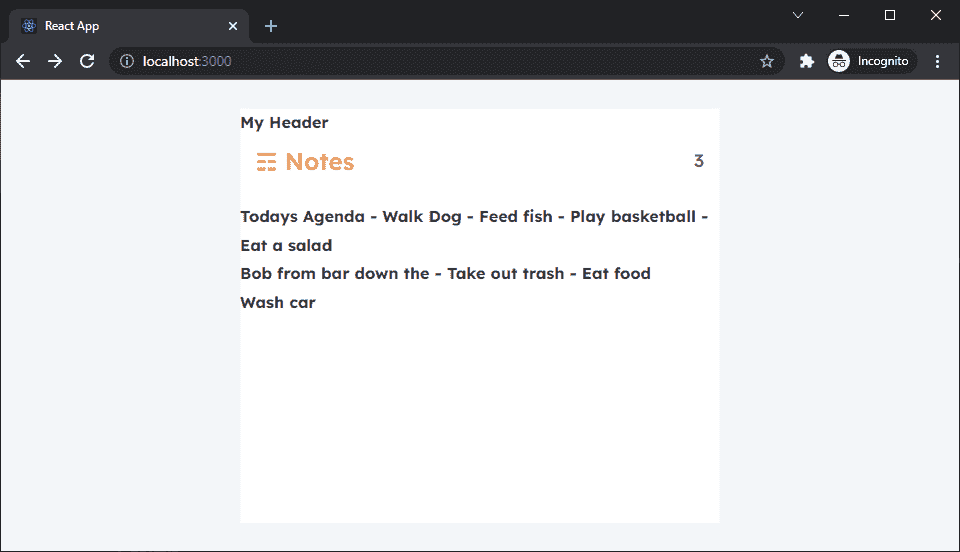 React App
localhost:3000
Incognito
My Header
Notes
3
Todays Agenda - Walk Dog - Feed fish - Play basketball -
Eat a salad
Bob from bar down the - Take out trash - Eat food
Wash car